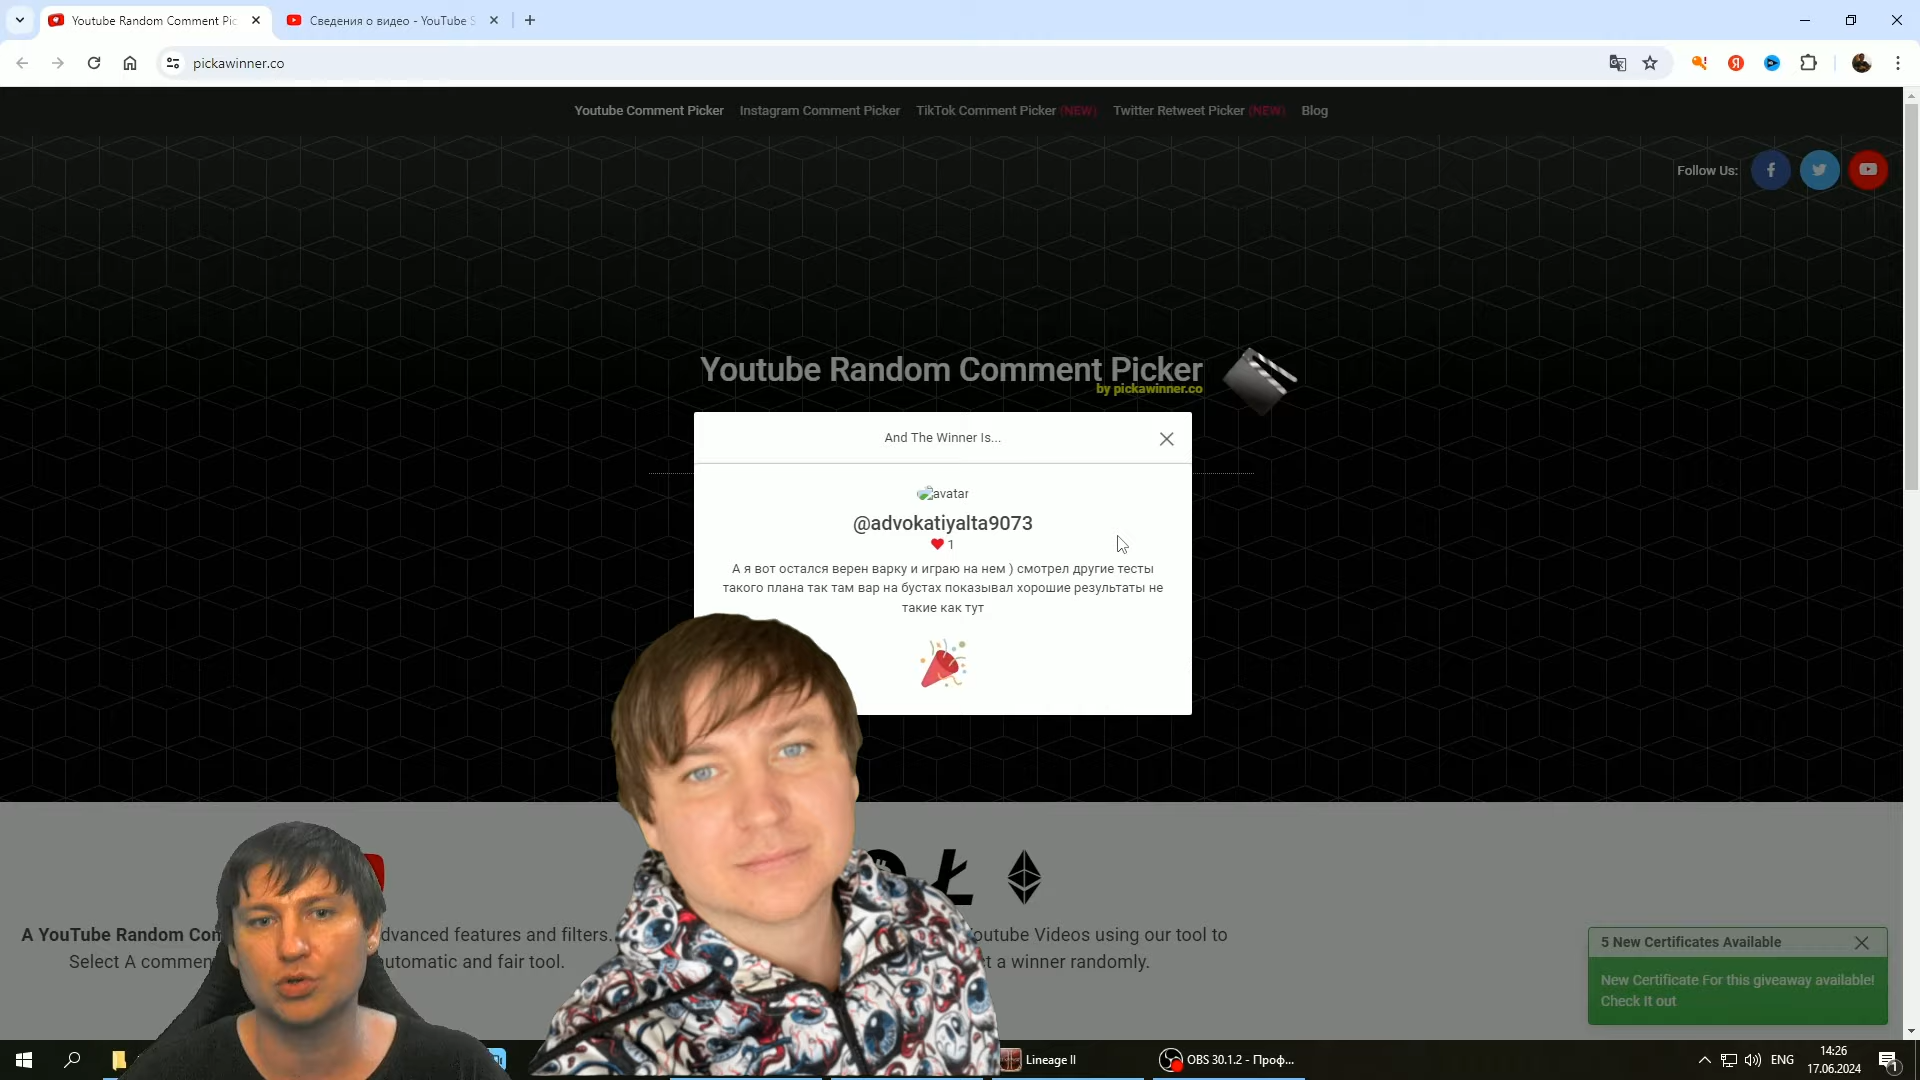 Youtube Random Comment Pic
Сведения о видео - YouTube S
pickawinner.co
Youtube Comment Picker
Instagram Comment Picker
TikTok Comment Picker (NEW)
Twitter Retweet Picker (NEW)
Blog
Follow Us:
Youtube Random Comment Picker
by pickawinner.co
And The Winner Is...
avatar
@advokatiyalta9073
1
А я вот остался верен варку и играю на нем ) смотрел другие тесты
такого плана так там вар на бустах показывал хорошие результаты не
такие как тут
A YouTube Random Com dvanced features and filters.
Select A commen utomatic and fair tool.
outube Videos using our tool to
t a winner randomly.
5 New Certificates Available
New Certificate For this giveaway available!
Check It out
Lineage II
OBS 30.1.2 - Проф...
ENG
14:26
17.06.2024
1